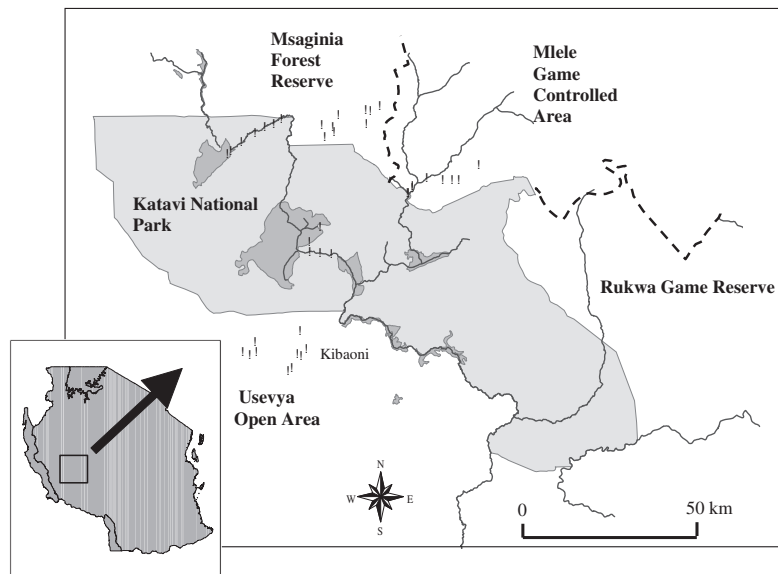 Msaginia
Forest
Reserve
Mlele
Game
Controlled
Area
Katavi National
Park
Rukwa Game Reserve
Kibaoni
Usevya
Open Area
N
W
E
S
0
50 km